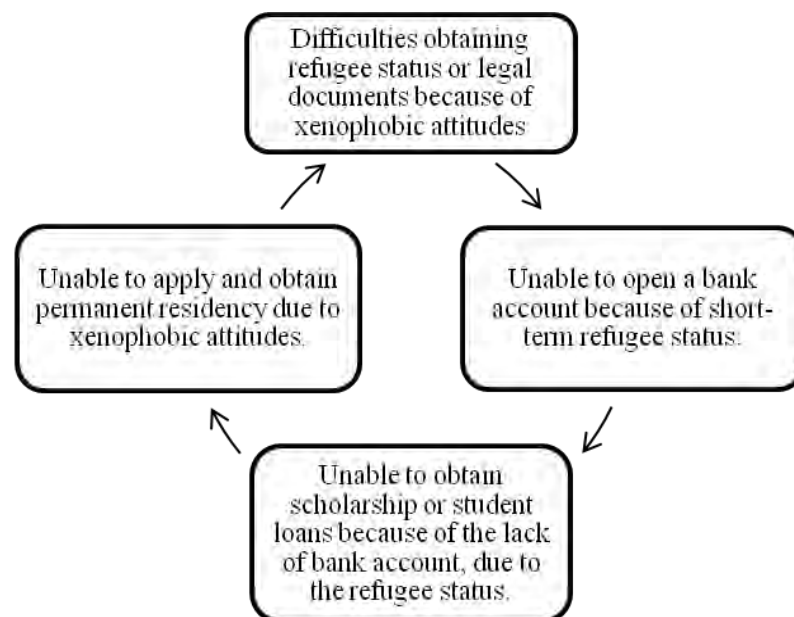 Difficulties obtaining
refugee status or legal
documents because of
xenophobic attitudes
Unable to open a bank
account because of short-
term refugee status.
Unable to obtain
scholarship or student
loans because of the lack
of bank account, due to
the refugee status.
Unable to apply and obtain
permanent residency due to
xenophobic attitudes.